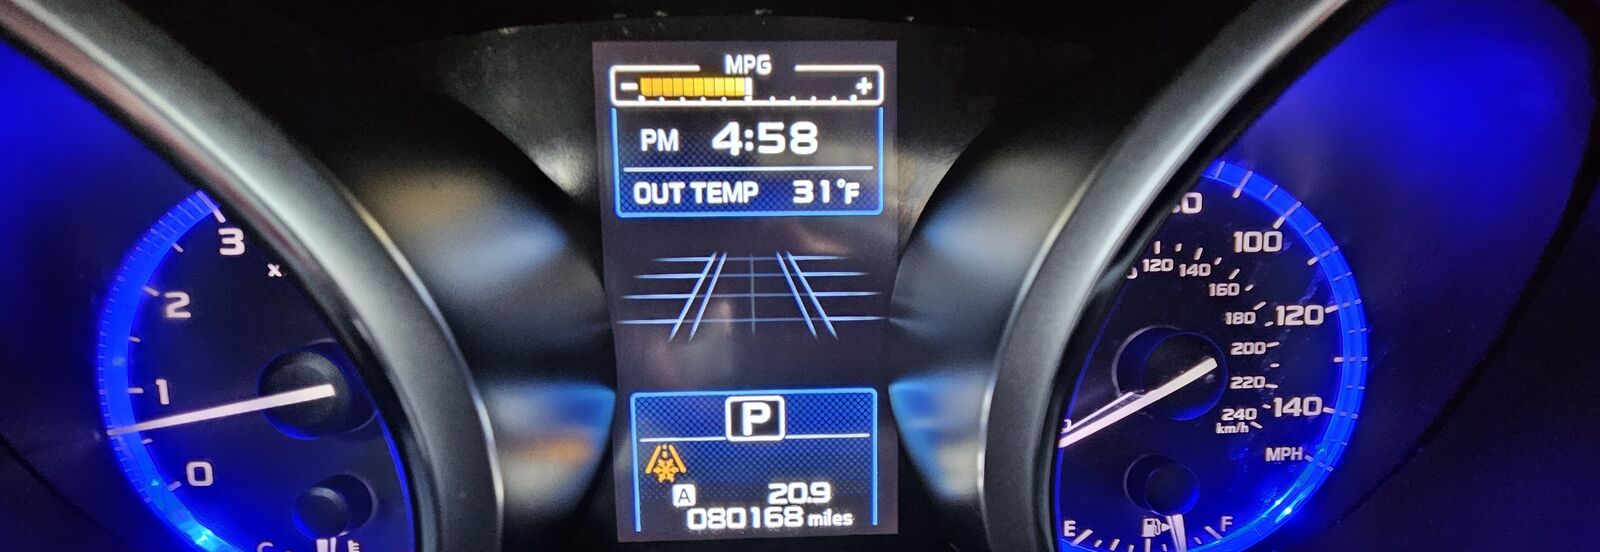 MPG
- +
PM 4:58
OUT TEMP 31°F
P
A 20.9
080168 miles
3
x
2
1
0
C
E F
100
120
140
MPH
120
140
160
180
200
220
240
km/h